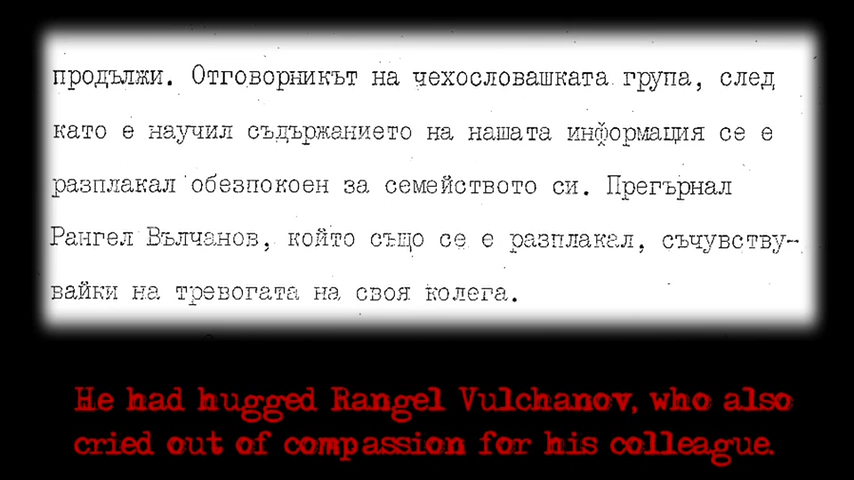 продължи. Отговорникът на чехословашката група, след
като е научил съдържанието на нашата информация се е
разплакал обезпокоен за семейството си. Прегърнал
Рангел Вълчанов, който също се е разплакал, съчувству-
вайки на тревогата на своя колега.
He had hugged Rangel Vulchanov, who also
cried out of compassion for his colleague.